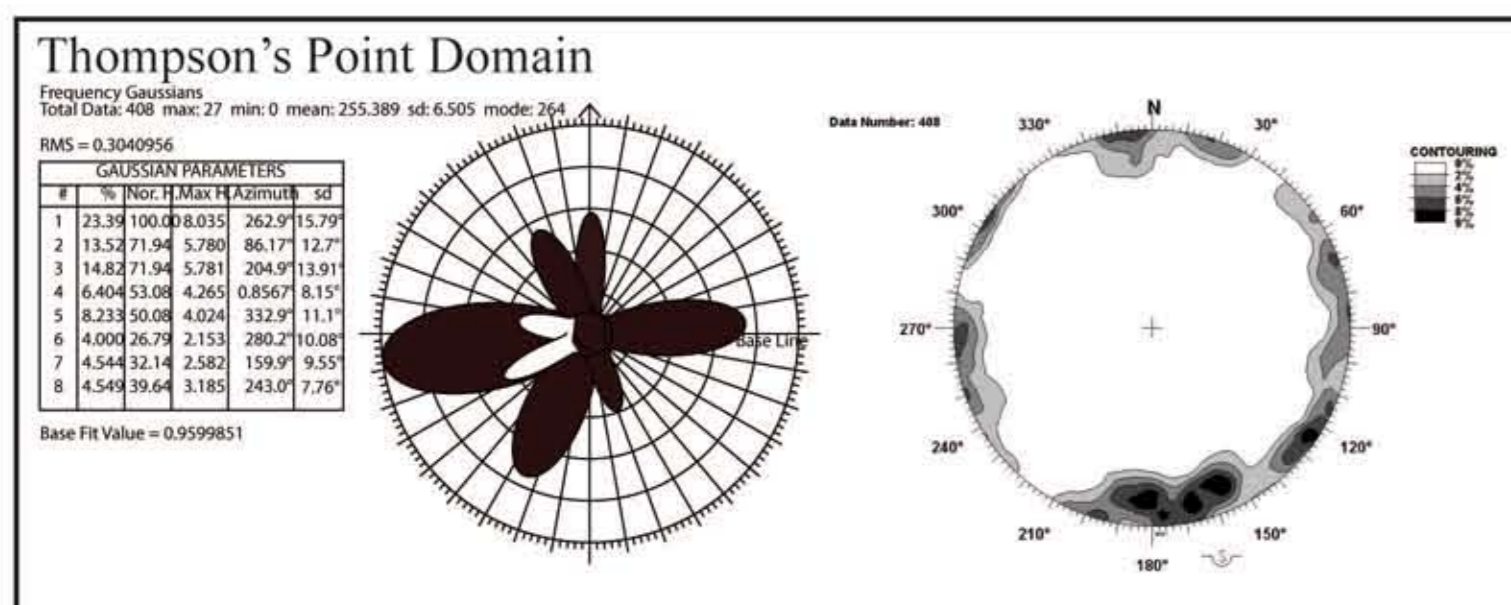 Thompson's Point Domain
Frequency Gaussians
Total Data: 408 max: 27 min: 0 mean: 255.389 sd: 6.505 mode: 264
RMS = 0.3040956
GAUSSIAN PARAMETERS
# % Nor. H. Max H. Azimuth sd
1 23.39 100.00 8.035 262.9° 15.79°
2 13.52 71.94 5.780 86.17° 12.7°
3 14.82 71.94 5.781 204.9° 13.91°
4 6.404 53.08 4.265 0.8567° 8.15°
5 8.233 50.08 4.024 332.9° 11.1°
6 4.000 26.79 2.153 280.2° 10.08°
7 4.544 32.14 2.582 159.9° 9.55°
8 4.549 39.64 3.185 243.0° 7.76°
Base Fit Value = 0.9599851
Base Line
Data Number: 408
N
330°
30°
300°
60°
270°
90°
240°
120°
210°
150°
180°
S
CONTOURING
0%
2%
4%
6%
8%
9%